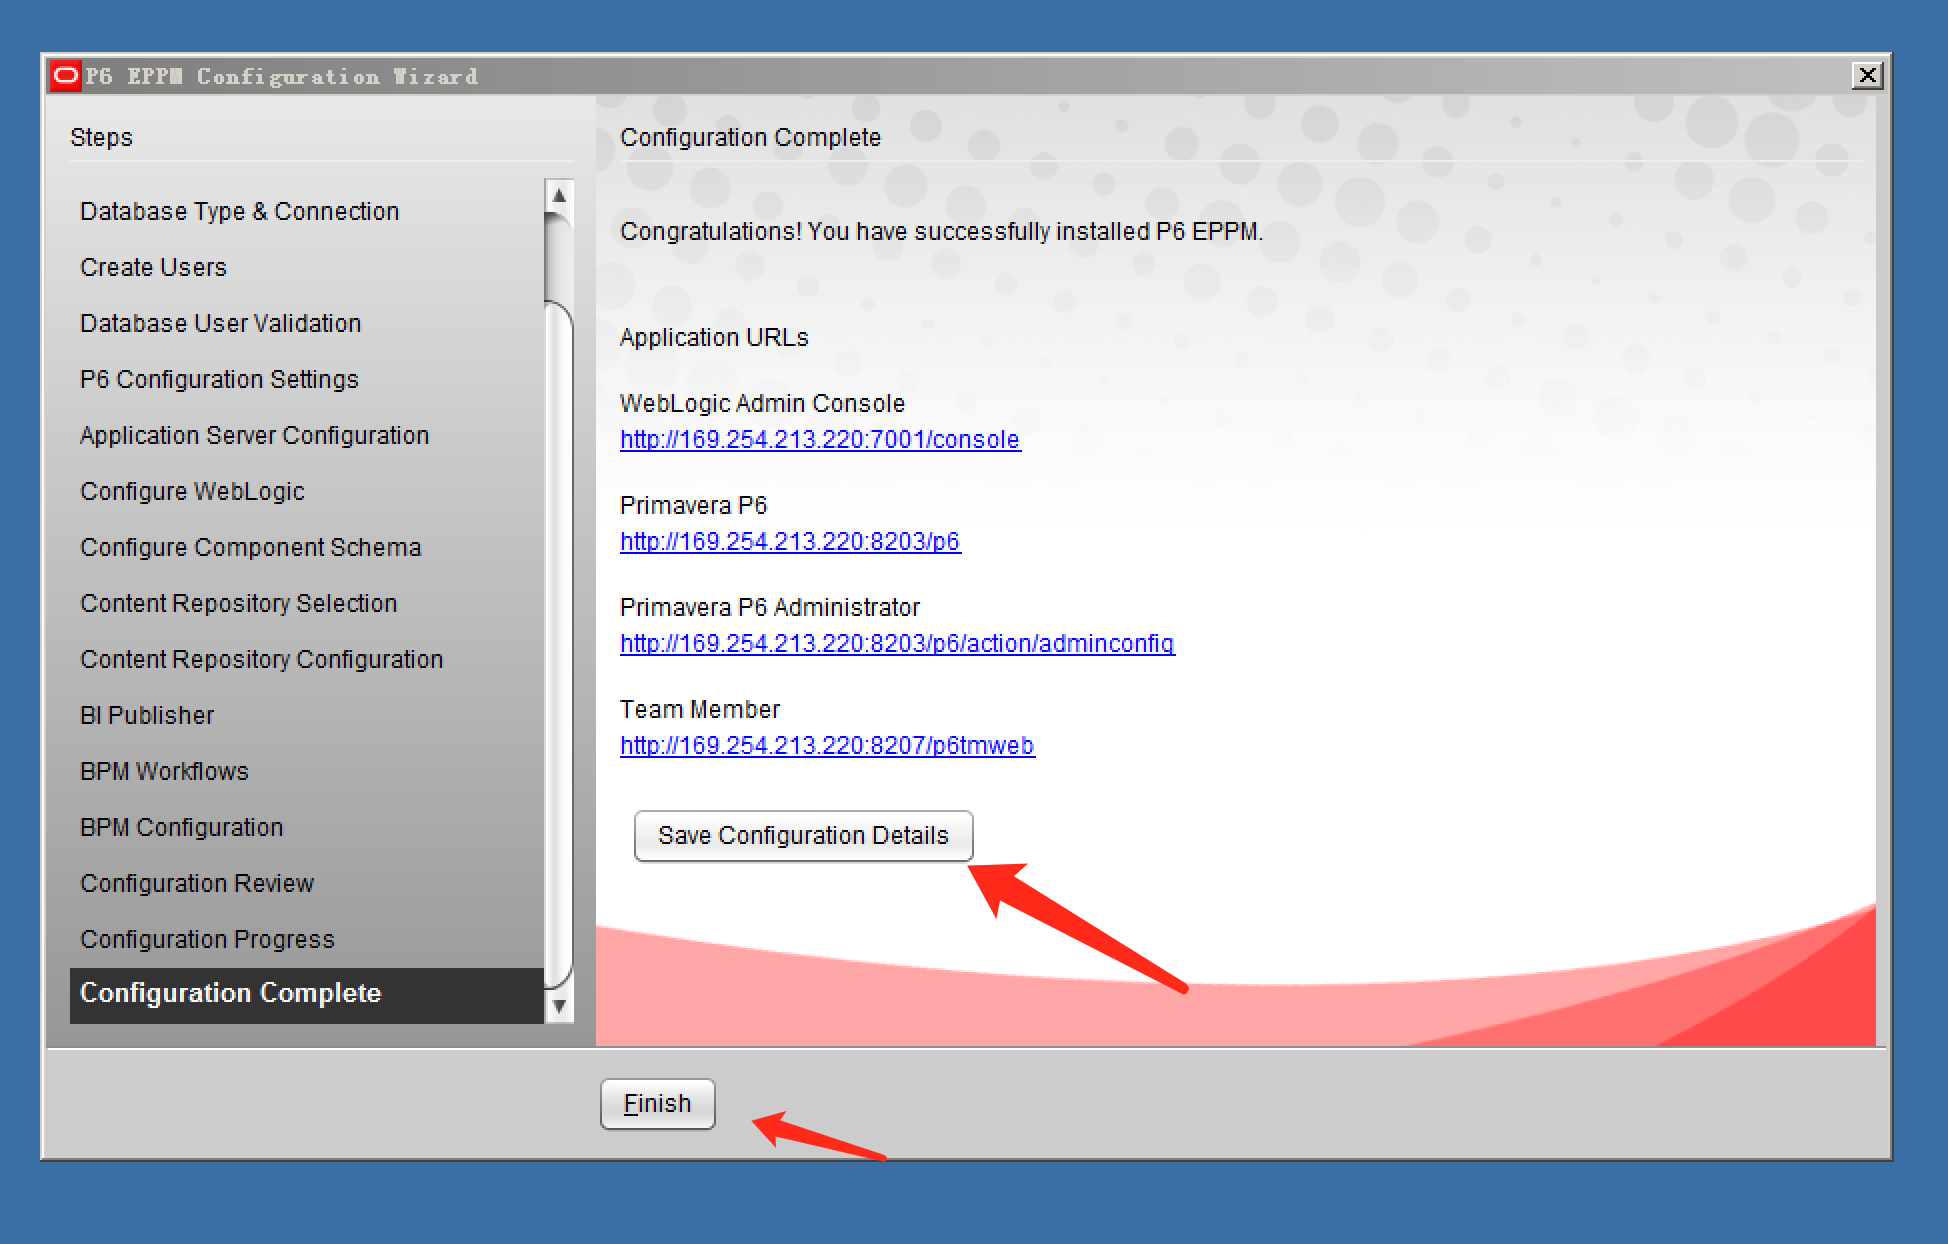 P6 EPPM Configuration Wizard
Steps
Database Type & Connection
Create Users
Database User Validation
P6 Configuration Settings
Application Server Configuration
Configure WebLogic
Configure Component Schema
Content Repository Selection
Content Repository Configuration
BI Publisher
BPM Workflows
BPM Configuration
Configuration Review
Configuration Progress
Configuration Complete
Configuration Complete
Congratulations! You have successfully installed P6 EPPM.
Application URLs
WebLogic Admin Console
http://169.254.213.220:7001/console
Primavera P6
http://169.254.213.220:8203/p6
Primavera P6 Administrator
http://169.254.213.220:8203/p6/action/adminconfig
Team Member
http://169.254.213.220:8207/p6tmweb
Save Configuration Details
Finish